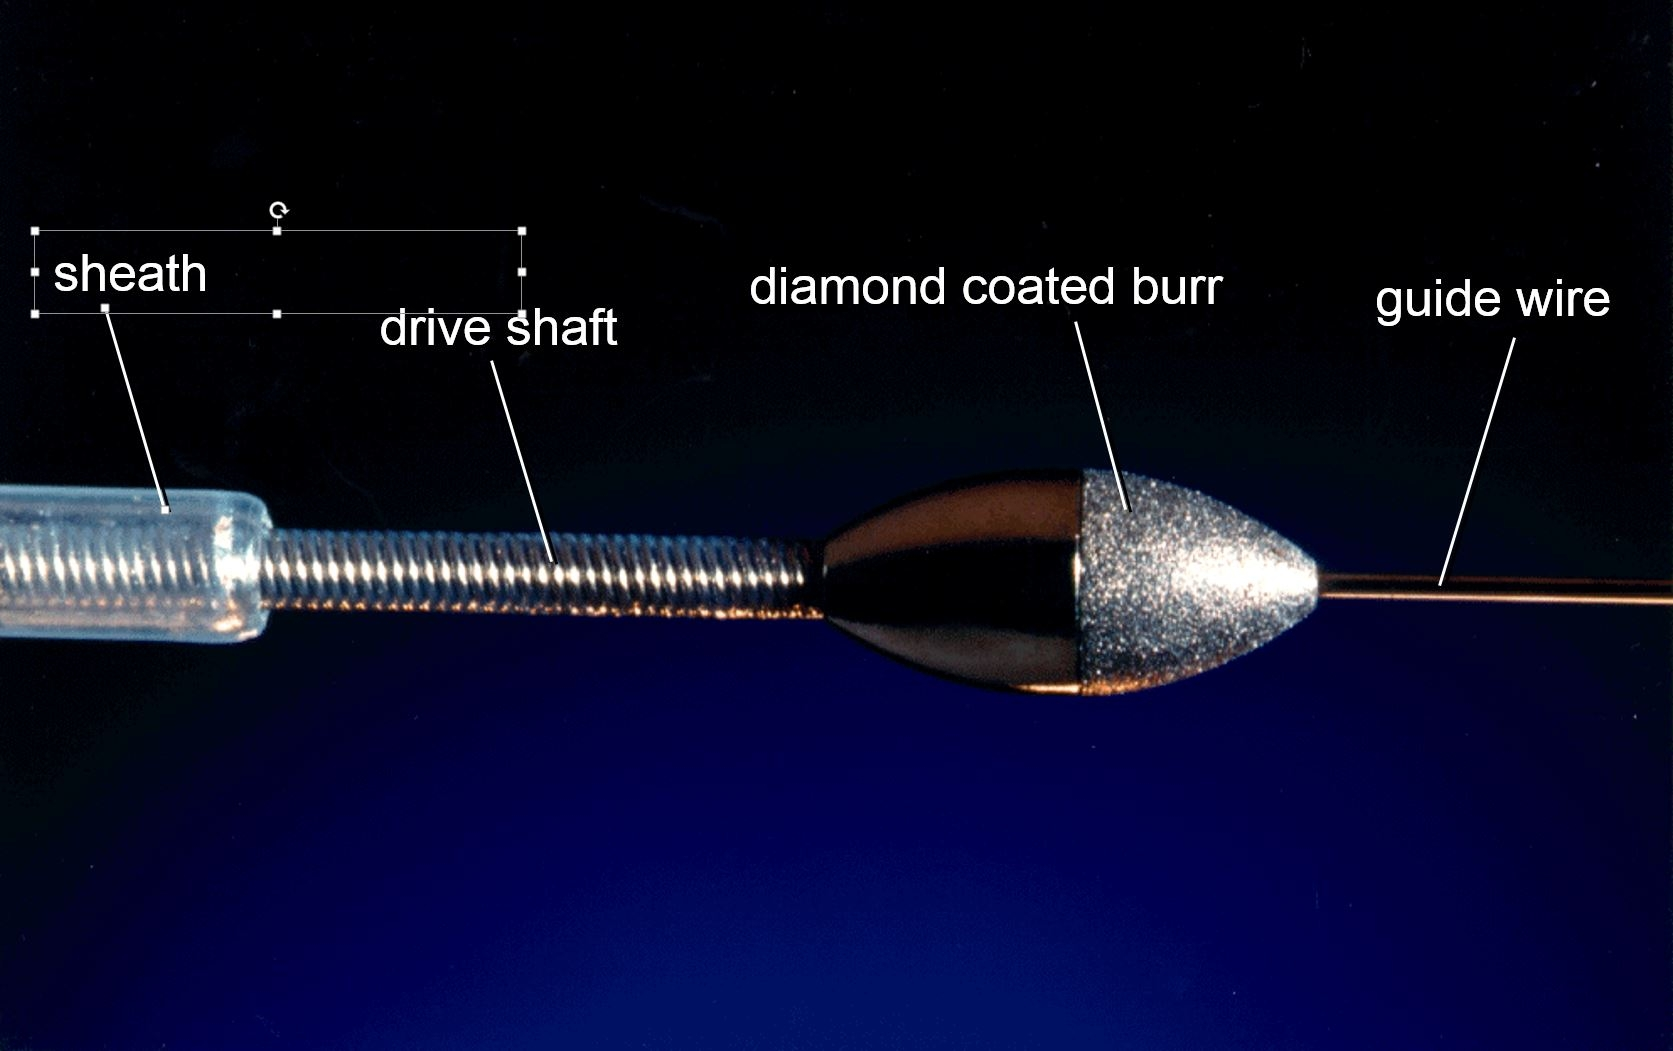 sheath
drive shaft
diamond coated burr
guide wire